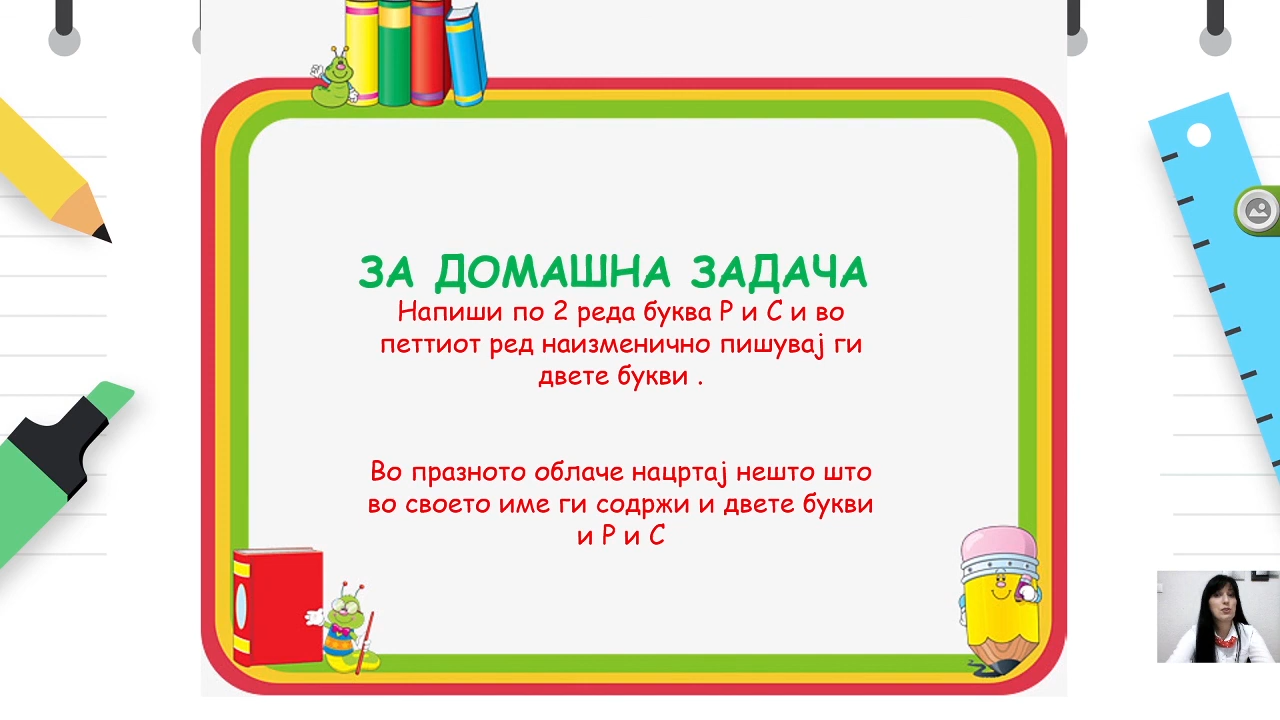 ЗА ДОМАШНА ЗАДАЧА
Напиши по 2 реда буква Р и С и во
петтиот ред наизменично пишувај ги
двете букви .
Во празното облаче нацртај нешто што
во своето име ги содржи и двете букви
и Р и С